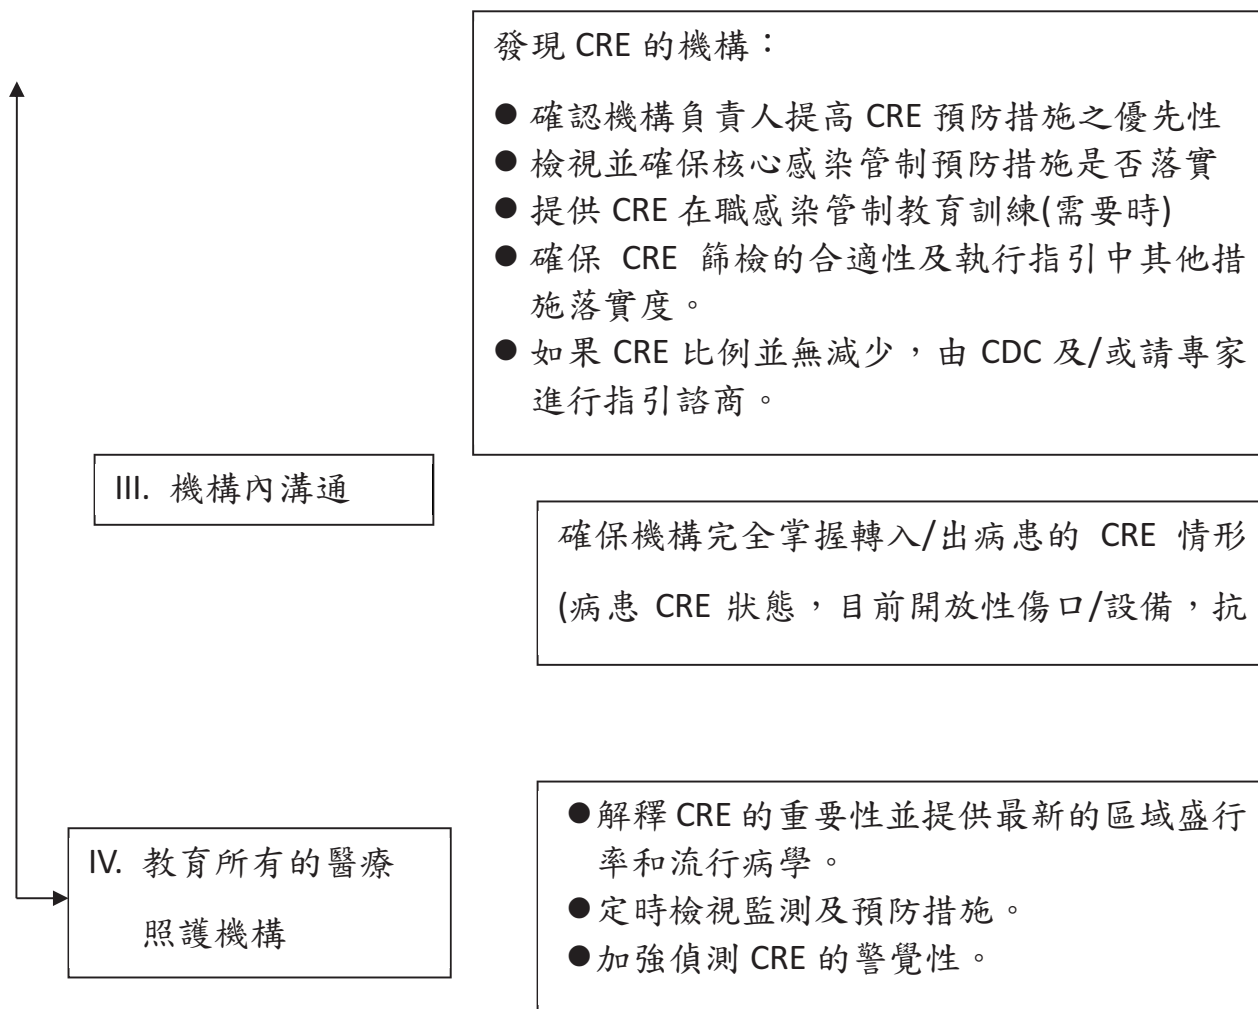 發現 CRE 的機構：
● 確認機構負責人提高 CRE 預防措施之優先性
● 檢視並確保核心感染管制預防措施是否落實
● 提供 CRE 在職感染管制教育訓練(需要時)
● 確保 CRE 篩檢的合適性及執行指引中其他措
施落實度。
● 如果 CRE 比例並無減少，由 CDC 及/或請專家
進行指引諮商。
III. 機構內溝通
確保機構完全掌握轉入/出病患的 CRE 情形
(病患 CRE 狀態，目前開放性傷口/設備，抗
IV. 教育所有的醫療
照護機構
●解釋 CRE 的重要性並提供最新的區域盛行
率和流行病學。
●定時檢視監測及預防措施。
●加強偵測 CRE 的警覺性。